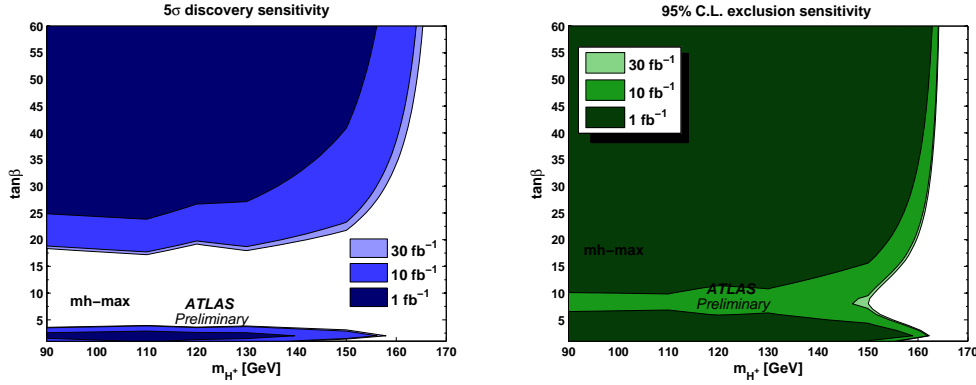 5σ discovery sensitivity
tanβ
60
55
50
45
40
35
30
25
20
15
10
5
30 fb⁻¹
10 fb⁻¹
1 fb⁻¹
mh−max
ATLAS
Preliminary
90 100 110 120 130 140 150 160 170
m_H⁺ [GeV]
95% C.L. exclusion sensitivity
tanβ
60
55
50
45
40
35
30
25
20
15
10
5
30 fb⁻¹
10 fb⁻¹
1 fb⁻¹
mh−max
ATLAS
Preliminary
90 100 110 120 130 140 150 160 170
m_H⁺ [GeV]